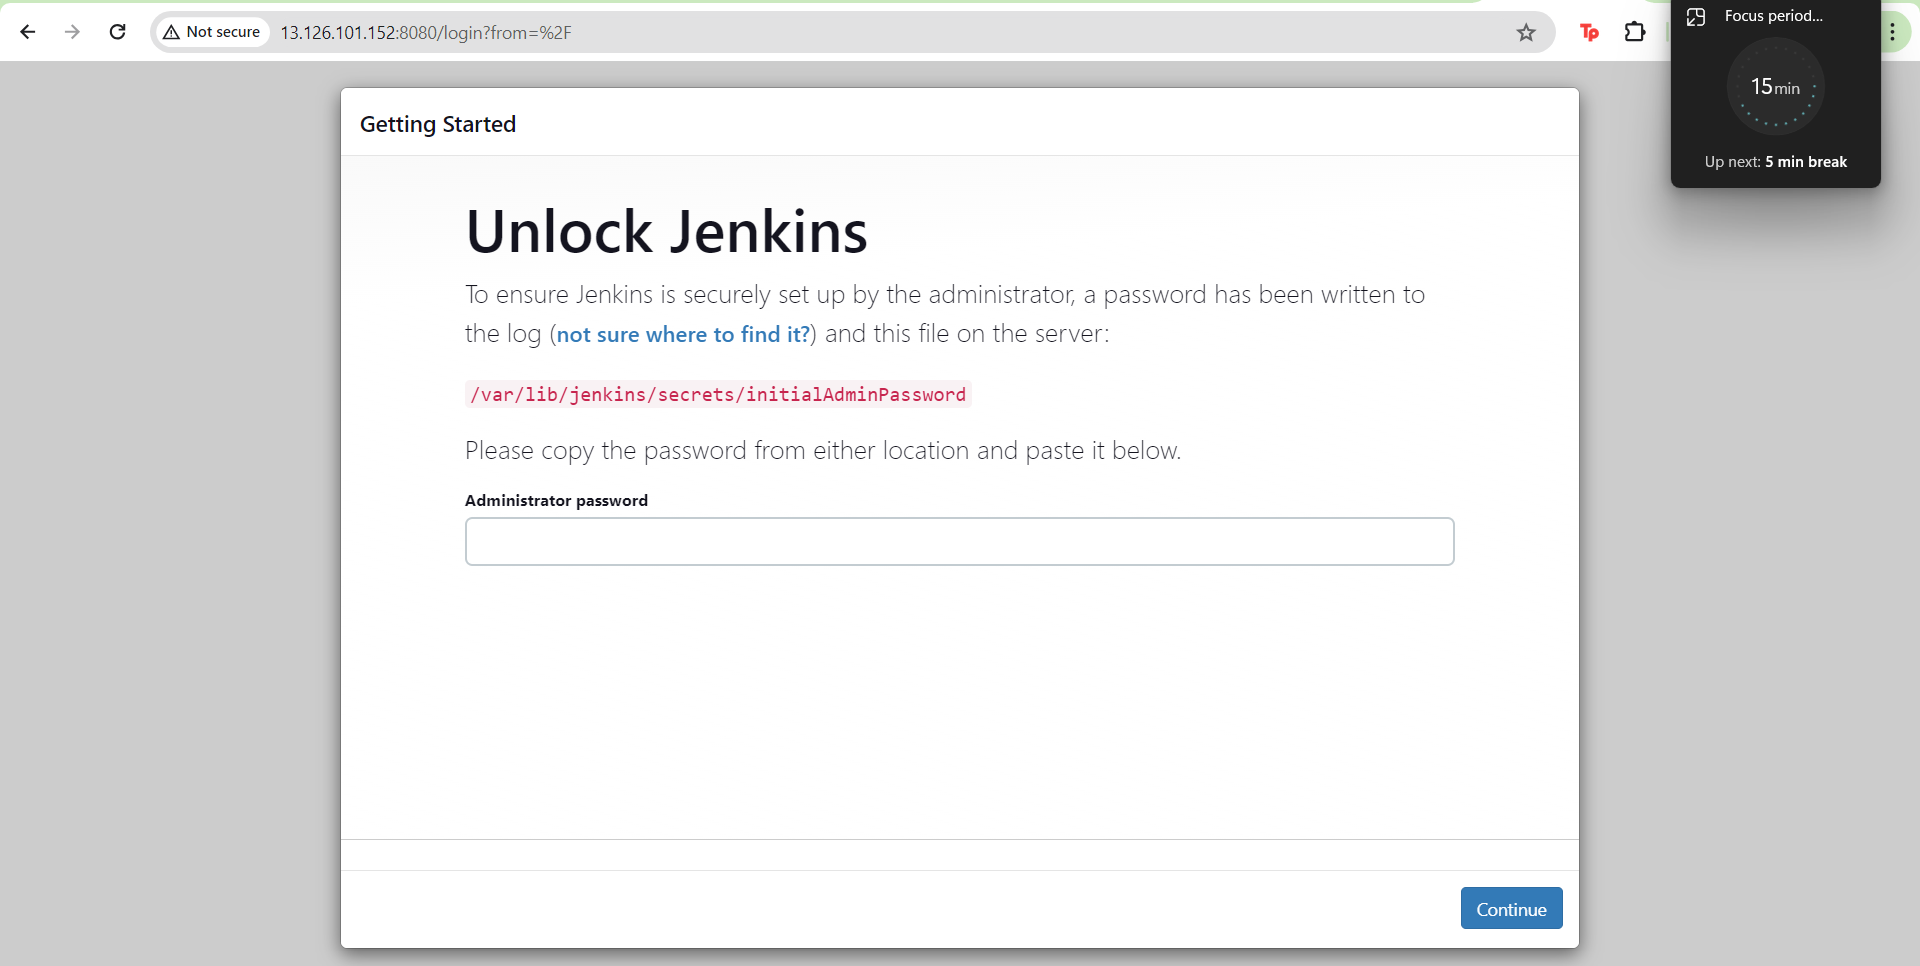 Not secure
13.126.101.152:8080/login?from=%2F
Tp
Focus period...
15 min
Up next: 5 min break
Getting Started
Unlock Jenkins
To ensure Jenkins is securely set up by the administrator, a password has been written to
the log (not sure where to find it?) and this file on the server:
/var/lib/jenkins/secrets/initialAdminPassword
Please copy the password from either location and paste it below.
Administrator password
Continue